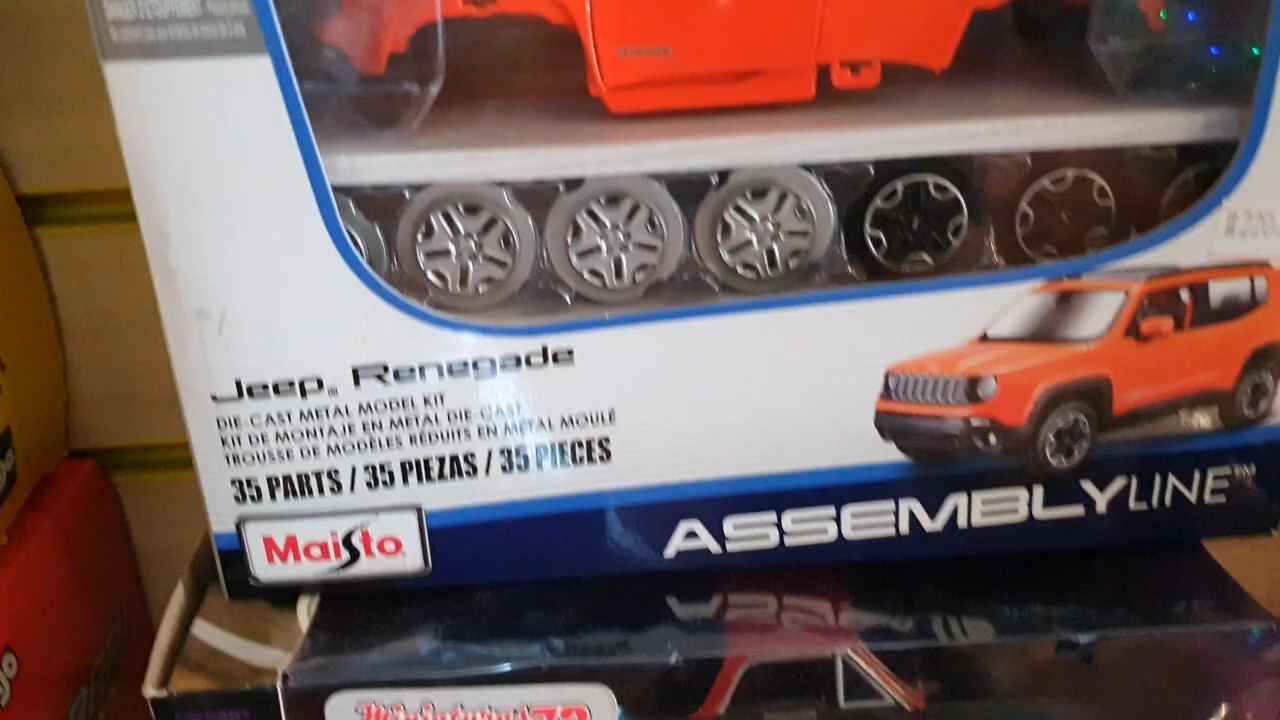 Jeep® Renegade
DIE-CAST METAL MODEL KIT
KIT DE MONTAJE EN METAL DIE-CAST
TROUSSE DE MODÈLES RÉDUITS EN MÉTAL MOULÉ
35 PARTS / 35 PIEZAS / 35 PIECES
Maisto
ASSEMBLYLINE™